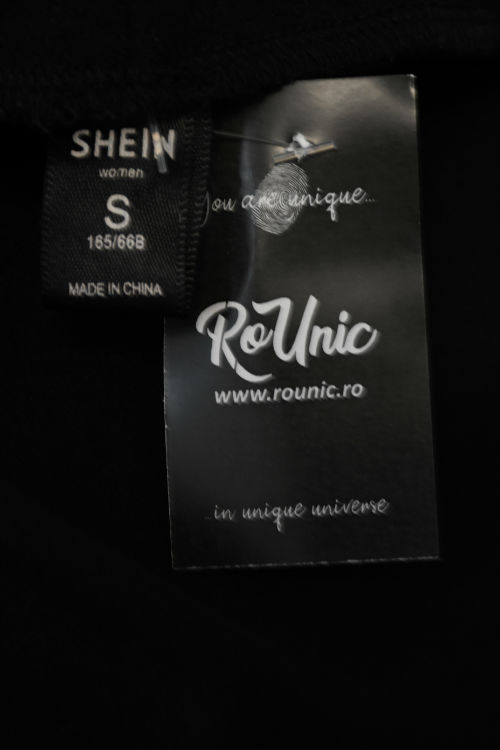 SHEIN
women
S
165/66B
MADE IN CHINA
You are unique...
RoUnic
www.rounic.ro
...in unique universe